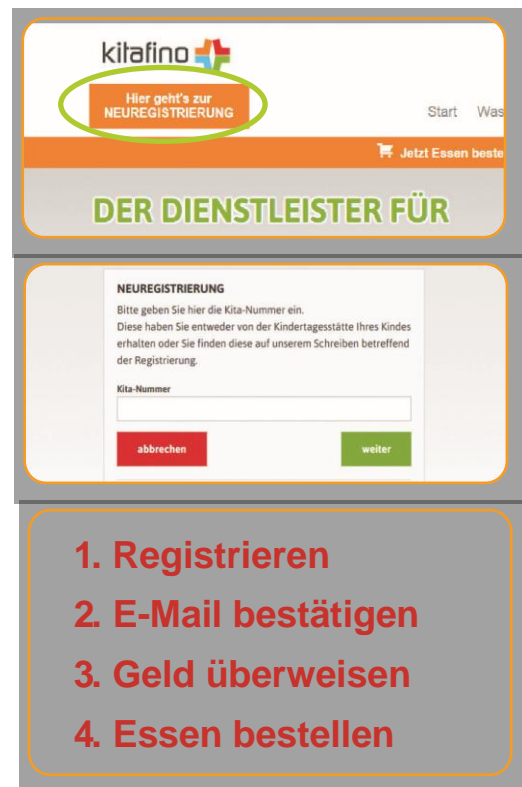 kitafino
Hier geht's zur
NEUREGISTRIERUNG
Start
Jetzt Essen
DER DIENSTLEISTER FÜR
NEUREGISTRIERUNG
Bitte geben Sie hier die Kita-Nummer ein.
Diese haben Sie entweder von der Kindertagesstätte Ihres Kindes
erhalten oder Sie finden diese auf unserem Schreiben betreffend
der Registrierung.
Kita-Nummer
abbrechen weiter
1. Registrieren
2. E-Mail bestätigen
3. Geld überweisen
4. Essen bestellen